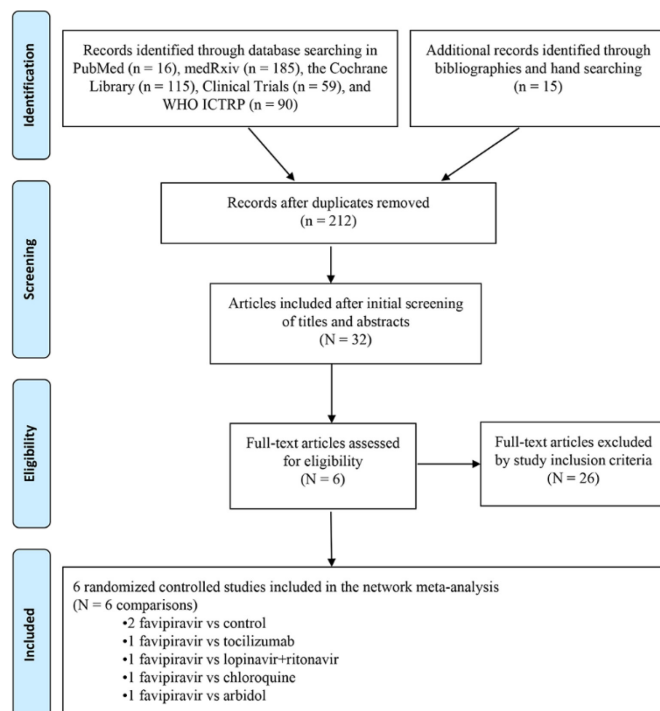 Identification
Records identified through database searching in
PubMed (n = 16), medRxiv (n = 185), the Cochrane
Library (n = 115), Clinical Trials (n = 59), and
WHO ICTRP (n = 90)
Additional records identified through
bibliographies and hand searching
(n = 15)
Screening
Records after duplicates removed
(n = 212)
Articles included after initial screening
of titles and abstracts
(N = 32)
Eligibility
Full-text articles assessed
for eligibility
(N = 6)
Full-text articles excluded
by study inclusion criteria
(N = 26)
Included
6 randomized controlled studies included in the network meta-analysis
(N = 6 comparisons)
•2 favipiravir vs control
•1 favipiravir vs tocilizumab
•1 favipiravir vs lopinavir+ritonavir
•1 favipiravir vs chloroquine
•1 favipiravir vs arbidol